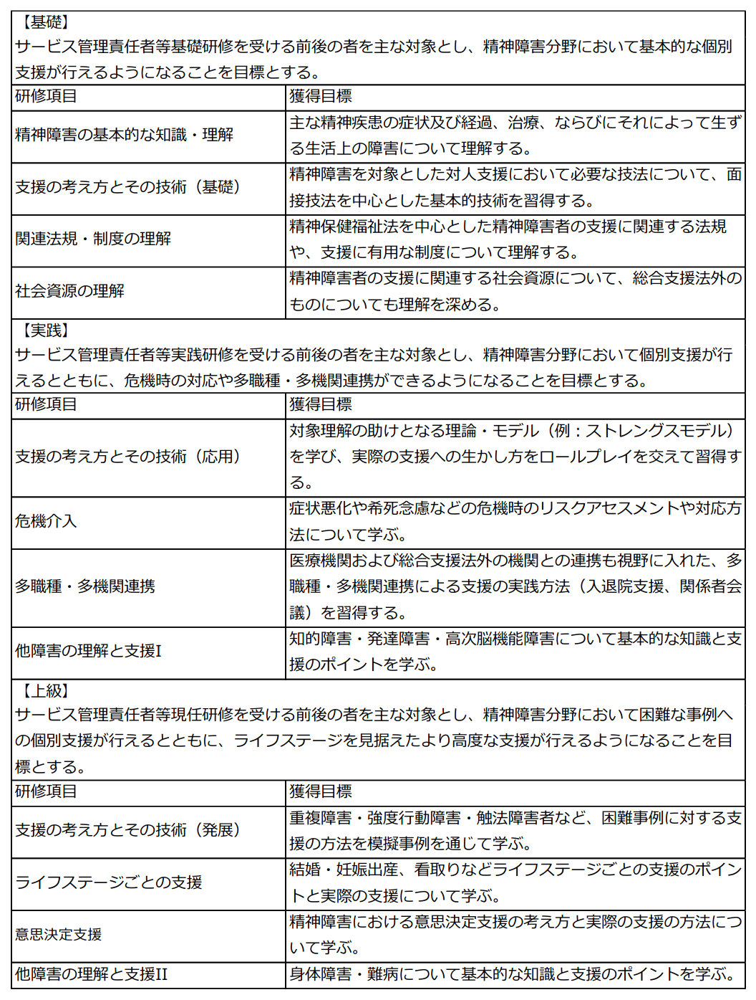 【基礎】
サービス管理責任者等基礎研修を受ける前後の者を主な対象とし、精神障害分野において基本的な個別
支援が行えるようになることを目標とする。
研修項目
獲得目標
精神障害の基本的な知識・理解
主な精神疾患の症状及び経過、治療、ならびにそれによって生ず
る生活上の障害について理解する。
支援の考え方とその技術（基礎）
精神障害を対象とした対人支援において必要な技法について、面
接技法を中心とした基本的技術を習得する。
関連法規・制度の理解
精神保健福祉法を中心とした精神障害者の支援に関連する法規
や、支援に有用な制度について理解する。
社会資源の理解
精神障害者の支援に関連する社会資源について、総合支援法外の
ものについても理解を深める。
【実践】
サービス管理責任者等実践研修を受ける前後の者を主な対象とし、精神障害分野において個別支援が行
えるとともに、危機時の対応や多職種・多機関連携ができるようになることを目標とする。
研修項目
獲得目標
支援の考え方とその技術（応用）
対象理解の助けとなる理論・モデル（例：ストレングスモデル）
を学び、実際の支援への生かし方をロールプレイを交えて習得す
る。
危機介入
症状悪化や希死念慮などの危機時のリスクアセスメントや対応方
法について学ぶ。
多職種・多機関連携
医療機関および総合支援法外の機関との連携も視野に入れた、多
職種・多機関連携による支援の実践方法（入退院支援、関係者会
議）を習得する。
他障害の理解と支援I
知的障害・発達障害・高次脳機能障害について基本的な知識と支
援のポイントを学ぶ。
【上級】
サービス管理責任者等現任研修を受ける前後の者を主な対象とし、精神障害分野において困難な事例へ
の個別支援が行えるとともに、ライフステージを見据えたより高度な支援が行えるようになることを目
標とする。
研修項目
獲得目標
支援の考え方とその技術（発展）
重複障害・強度行動障害・触法障害者など、困難事例に対する支
援の方法を模擬事例を通じて学ぶ。
ライフステージごとの支援
結婚・妊娠出産、看取りなどライフステージごとの支援のポイン
トと実際の支援について学ぶ。
意思決定支援
精神障害における意思決定支援の考え方と実際の支援の方法につ
いて学ぶ。
他障害の理解と支援II
身体障害・難病について基本的な知識と支援のポイントを学ぶ。